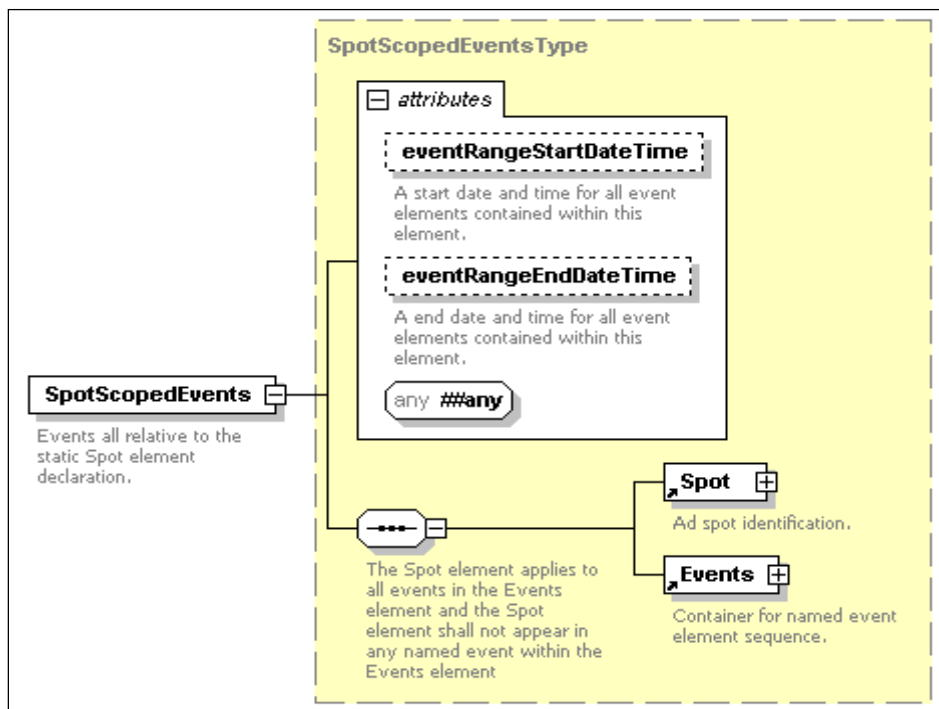 SpotScopedEventsType
attributes
eventRangeStartDateTime
A start date and time for all event
elements contained within this
element.
eventRangeEndDateTime
A end date and time for all event
elements contained within this
element.
any ##any
SpotScopedEvents
Events all relative to the
static Spot element
declaration.
Spot
Ad spot identification.
The Spot element applies to
all events in the Events
element and the Spot
element shall not appear in
any named event within the
Events element
Events
Container for named event
element sequence.